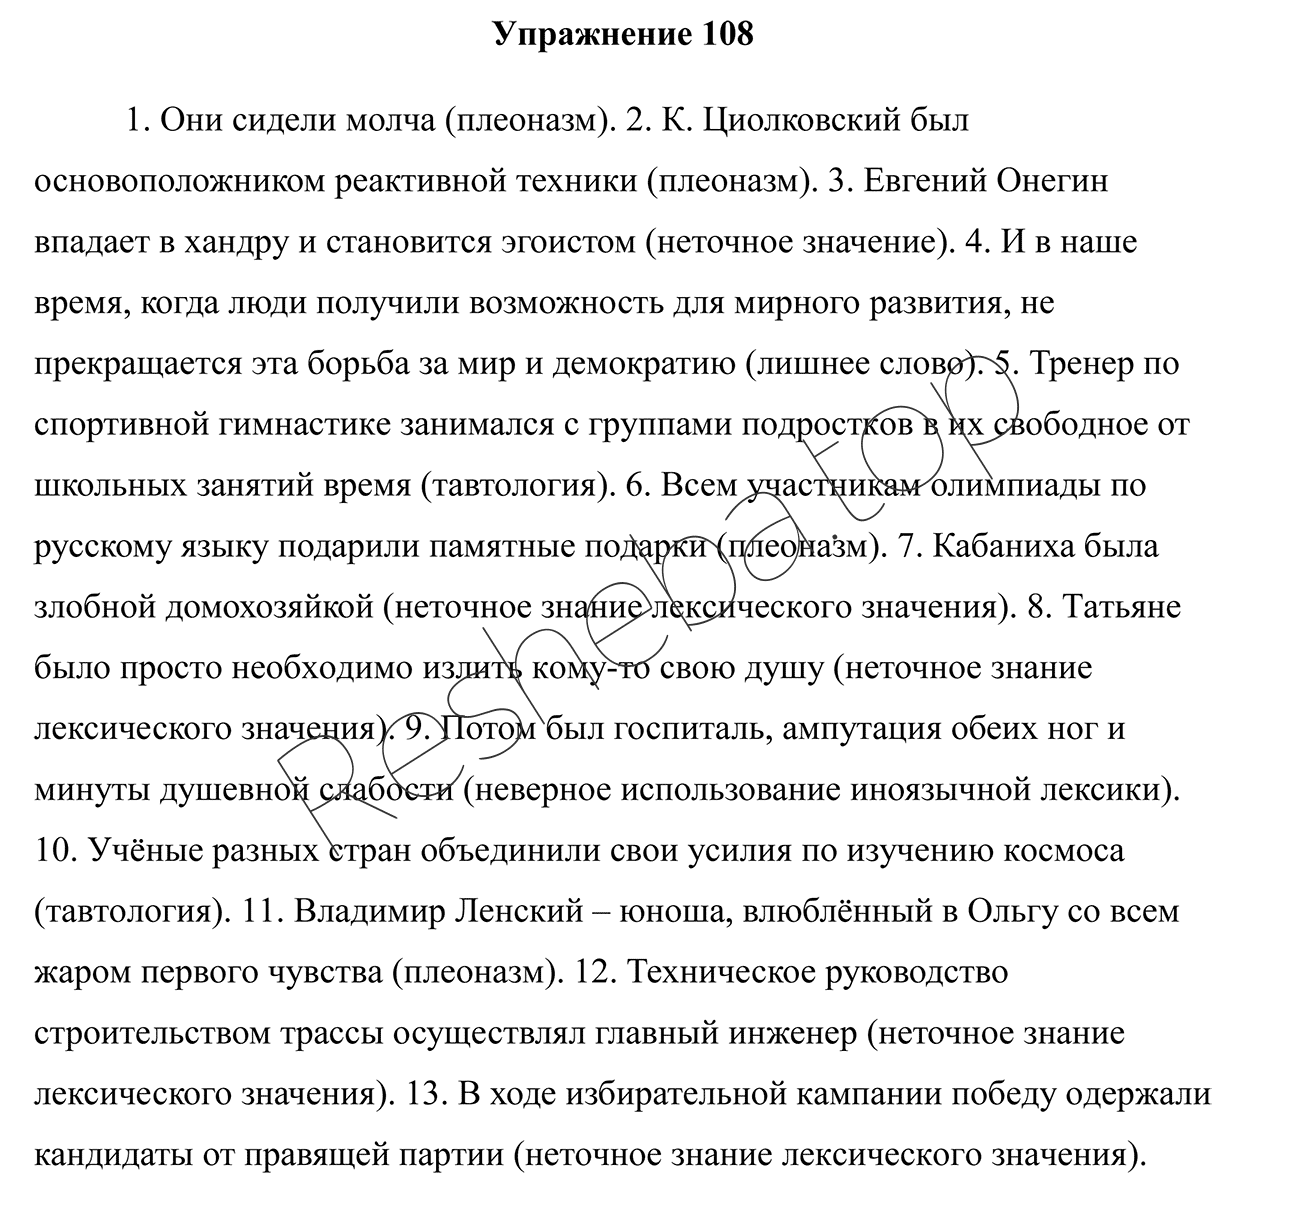 Упражнение 108
1. Они сидели молча (плеоназм). 2. К. Циолковский был
основоположником реактивной техники (плеоназм). 3. Евгений Онегин
впадает в хандру и становится эгоистом (неточное значение). 4. И в наше
время, когда люди получили возможность для мирного развития, не
прекращается эта борьба за мир и демократию (лишнее слово). 5. Тренер по
спортивной гимнастике занимался с группами подростков в их свободное от
школьных занятий время (тавтология). 6. Всем участникам олимпиады по
русскому языку подарили памятные подарки (плеоназм). 7. Кабаниха была
злобной домохозяйкой (неточное знание лексического значения). 8. Татьяне
было просто необходимо излить кому-то свою душу (неточное знание
лексического значения). 9. Потом был госпиталь, ампутация обеих ног и
минуты душевной слабости (неверное использование иноязычной лексики).
10. Учёные разных стран объединили свои усилия по изучению космоса
(тавтология). 11. Владимир Ленский – юноша, влюблённый в Ольгу со всем
жаром первого чувства (плеоназм). 12. Техническое руководство
строительством трассы осуществлял главный инженер (неточное знание
лексического значения). 13. В ходе избирательной кампании победу одержали
кандидаты от правящей партии (неточное знание лексического значения).
Resheba.top